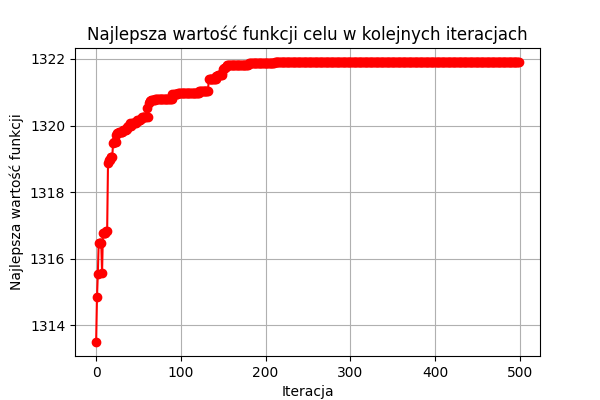 Najlepsza wartość funkcji celu w kolejnych iteracjach
Najlepsza wartość funkcji
1322
1320
1318
1316
1314
0 100 200 300 400 500
Iteracja